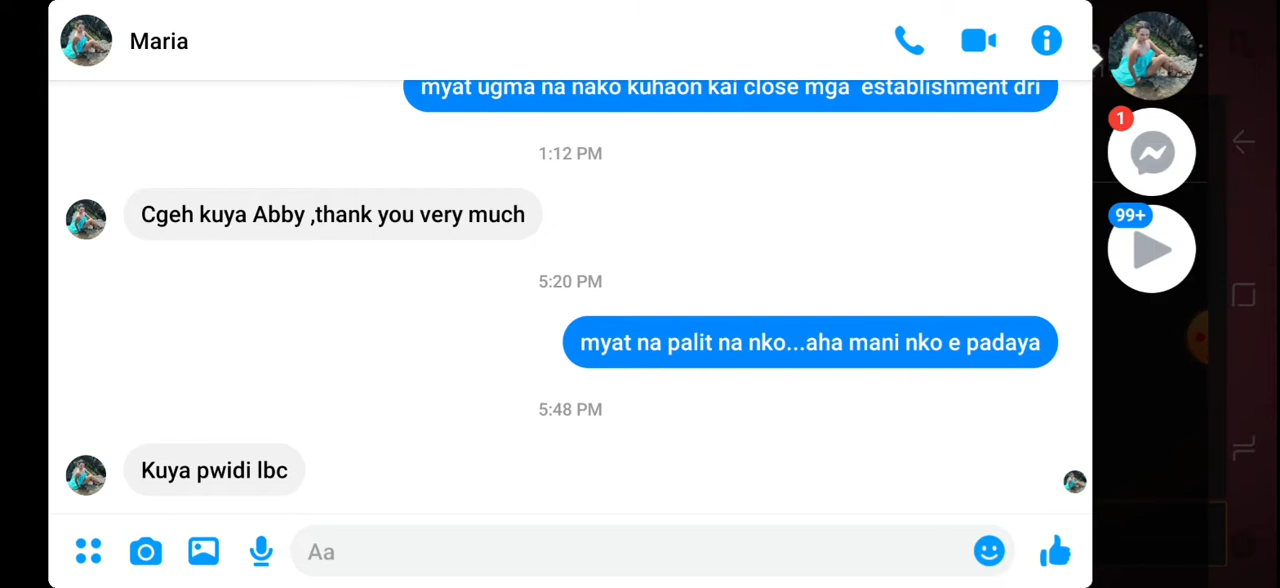 Maria
myat ugma na nako kuhaon kai close mga establishment dri
1:12 PM
Cgeh kuya Abby ,thank you very much
5:20 PM
myat na palit na nko...aha mani nko e padaya
5:48 PM
Kuya pwidi lbc
Aa
1
99+